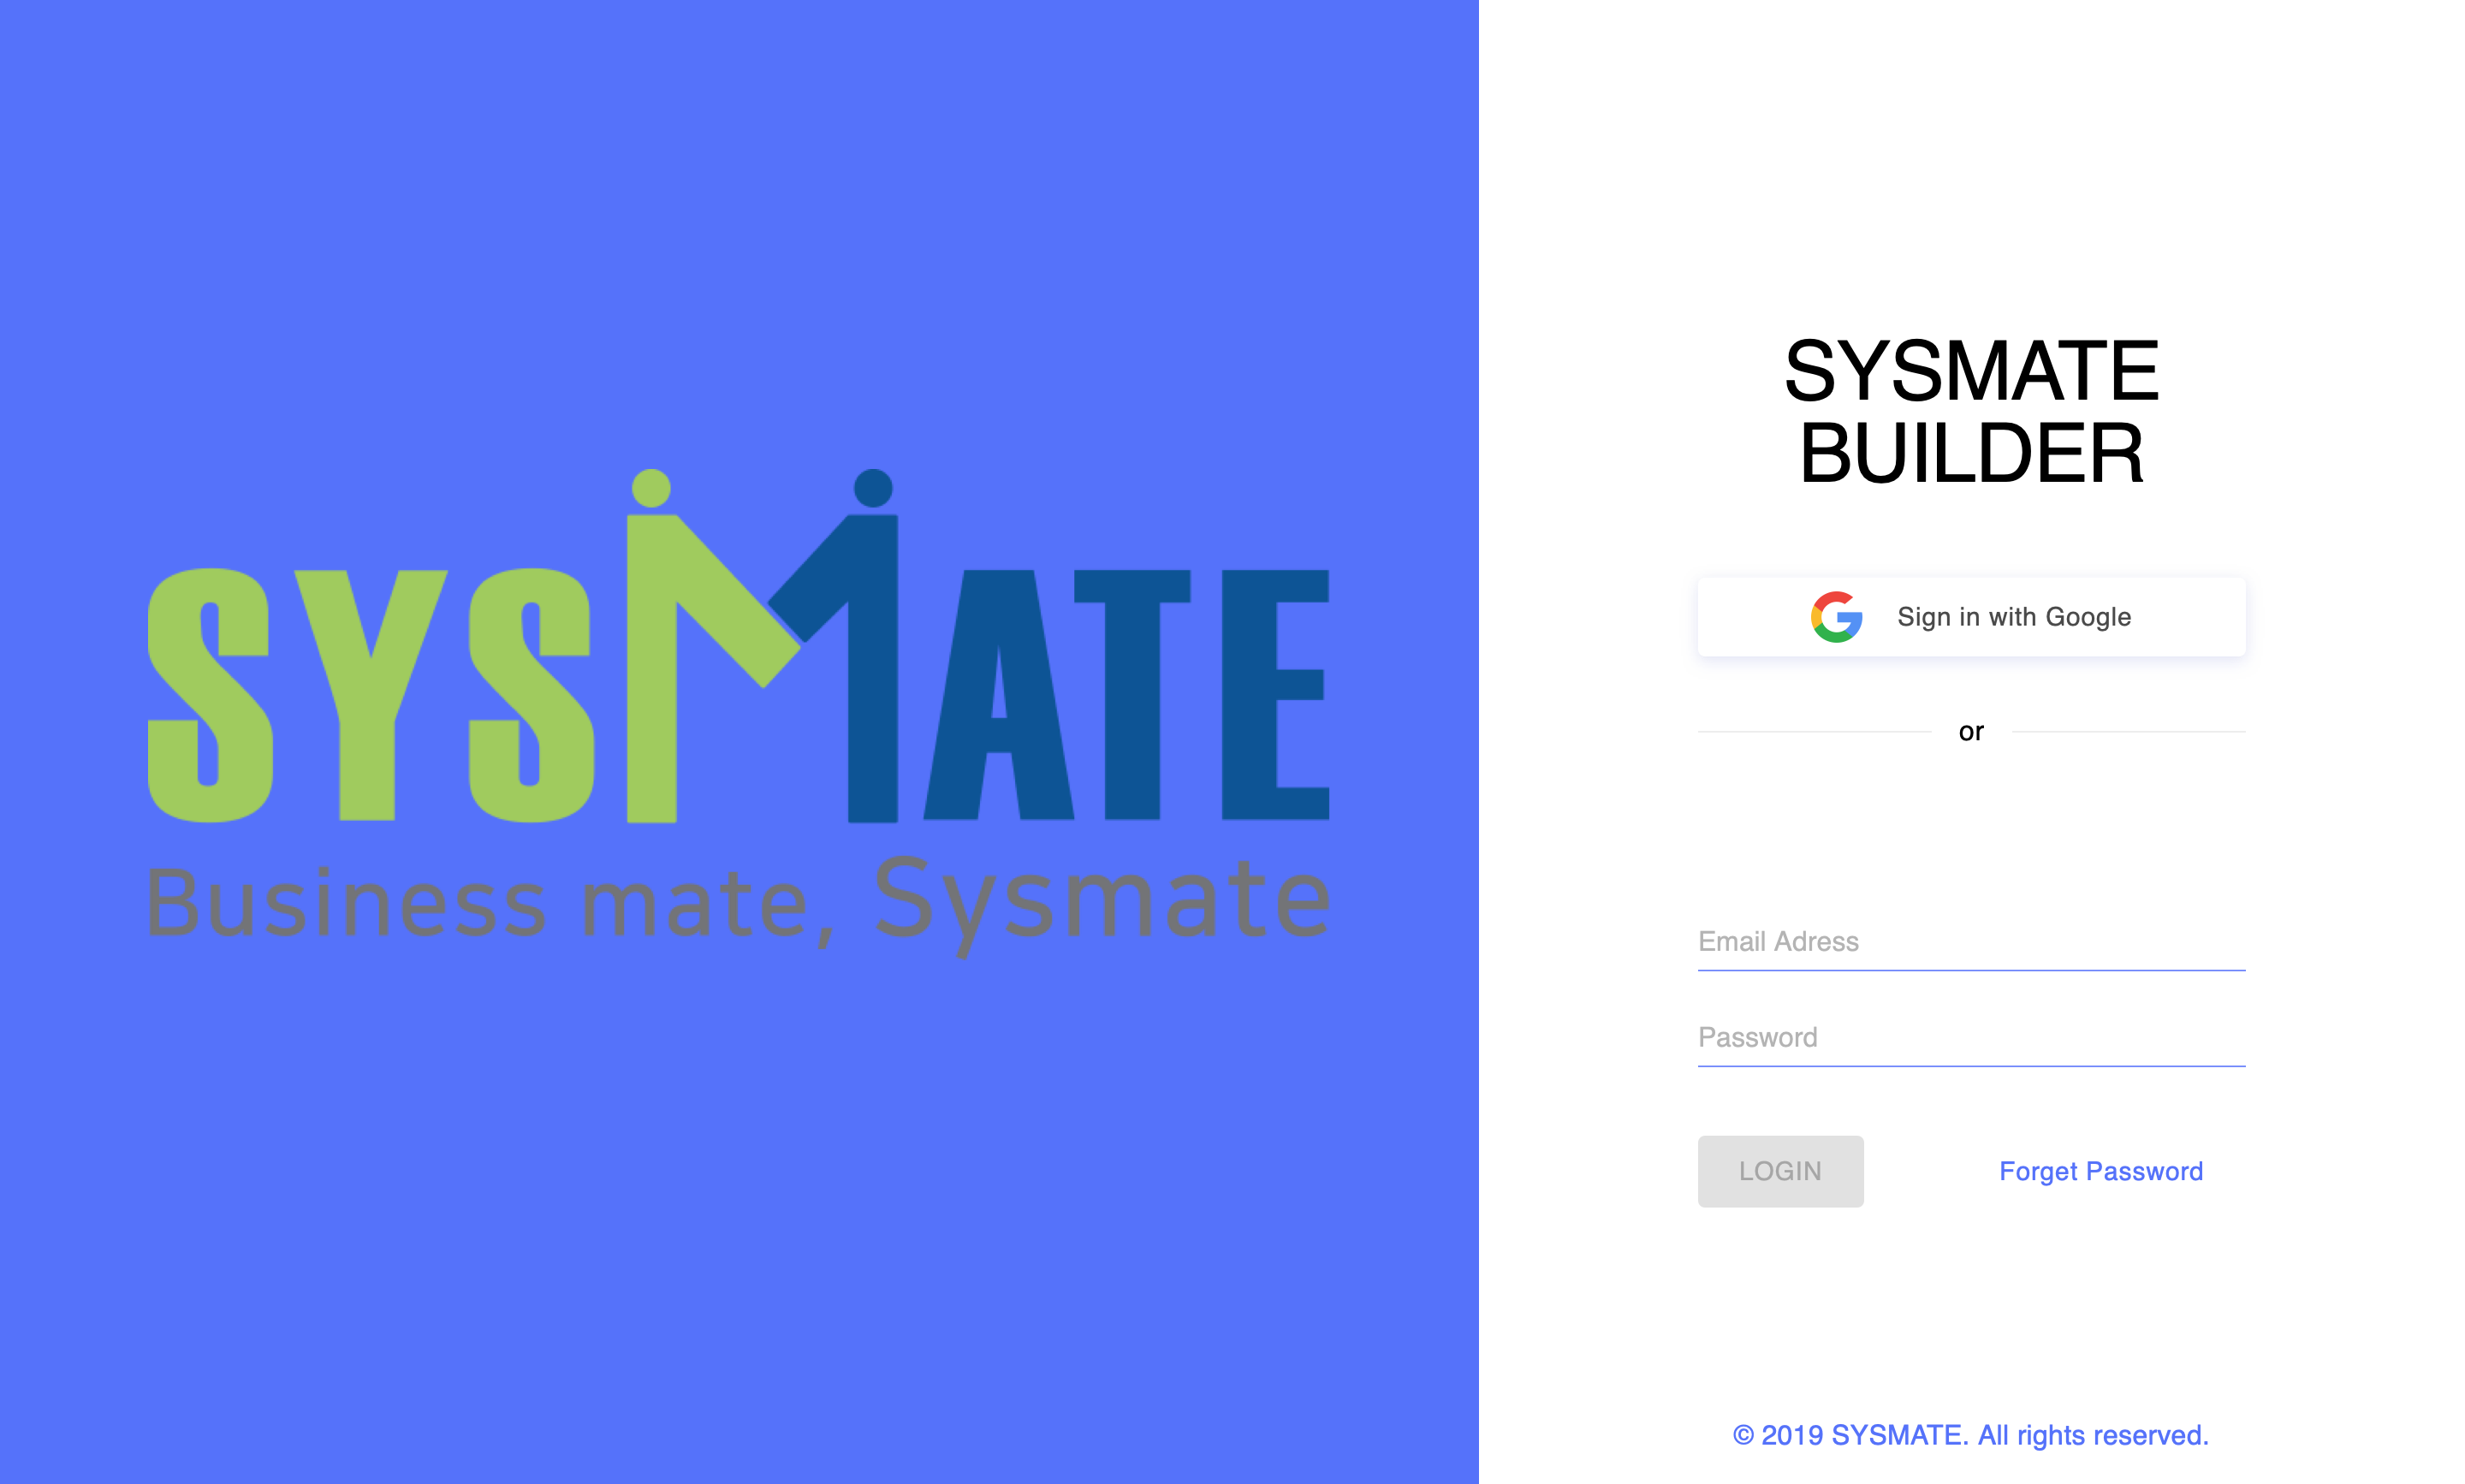 SYSMATE
Business mate, Sysmate
SYSMATE
BUILDER
Sign in with Google
or
Email Adress
Password
LOGIN
Forget Password
© 2019 SYSMATE. All rights reserved.